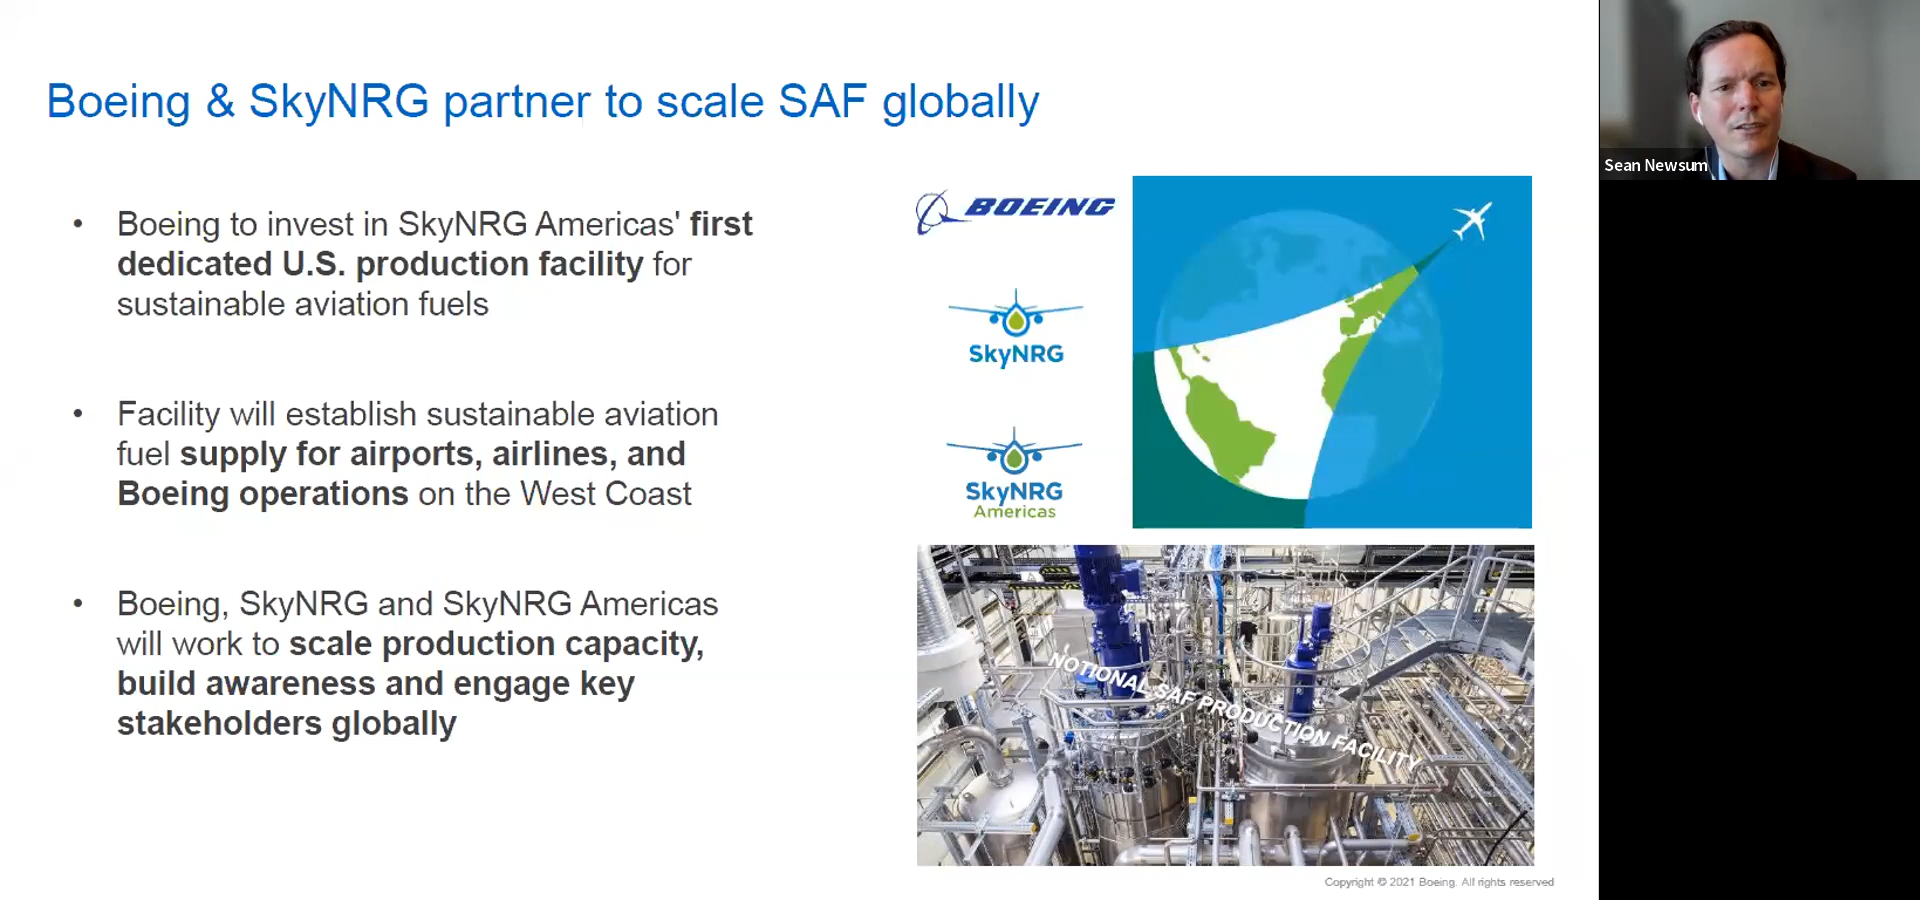 Boeing & SkyNRG partner to scale SAF globally
• Boeing to invest in SkyNRG Americas' first
dedicated U.S. production facility for
sustainable aviation fuels
• Facility will establish sustainable aviation
fuel supply for airports, airlines, and
Boeing operations on the West Coast
• Boeing, SkyNRG and SkyNRG Americas
will work to scale production capacity,
build awareness and engage key
stakeholders globally
BOEING
SkyNRG
SkyNRG
Americas
NOTIONAL SAF PRODUCTION FACILITY
Copyright © 2021 Boeing. All rights reserved
Sean Newsum